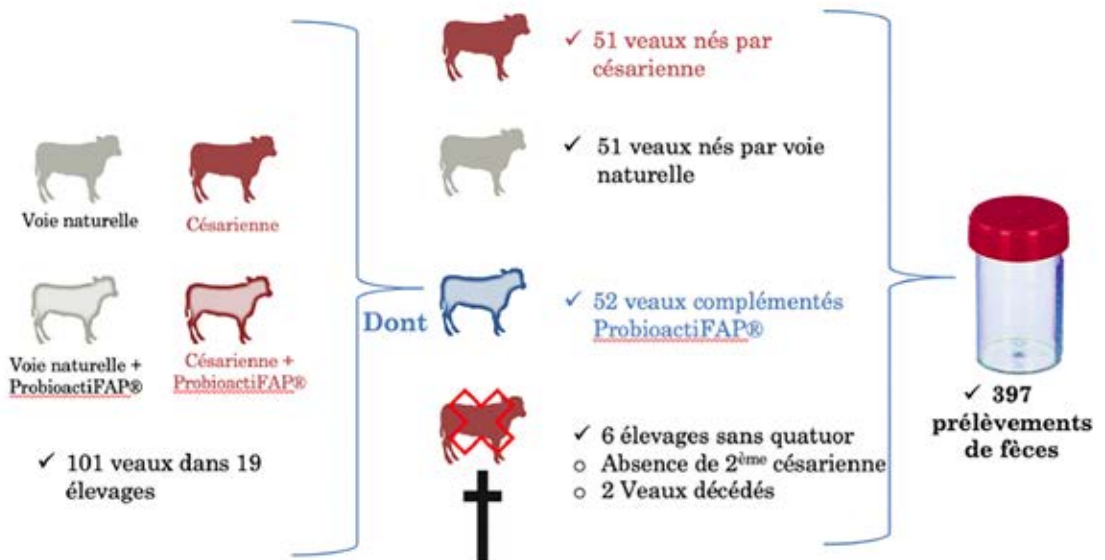 Voie naturelle
Césarienne
Voie naturelle +
ProbioactiFAP®
Césarienne +
ProbioactiFAP®
✓ 101 veaux dans 19
élevages
✓ 51 veaux nés par
césarienne
✓ 51 veaux nés par voie
naturelle
Dont
✓ 52 veaux complémentés
ProbioactiFAP®
✓ 6 élevages sans quatuor
o Absence de 2ème césarienne
o 2 Veaux décédés
✓ 397
prélèvements
de fèces